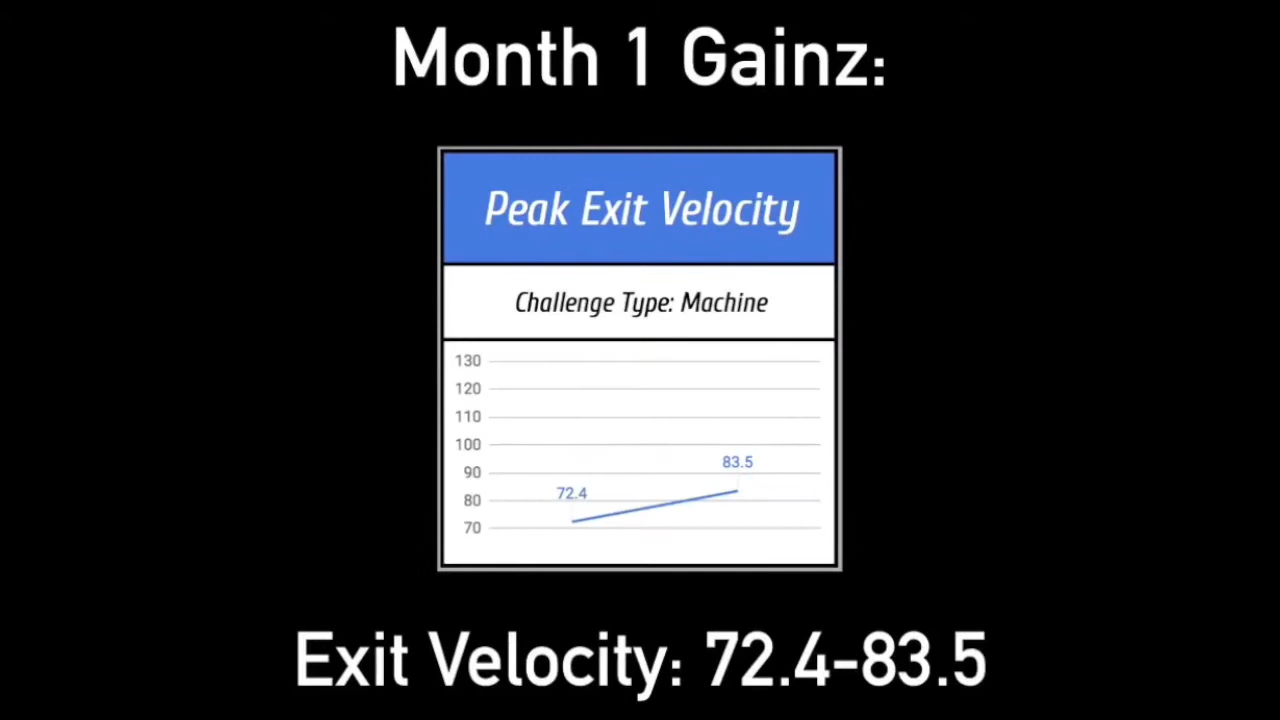 Month 1 Gainz:
Peak Exit Velocity
Challenge Type: Machine
130
120
110
100
90
80
70
72.4
83.5
Exit Velocity: 72.4-83.5